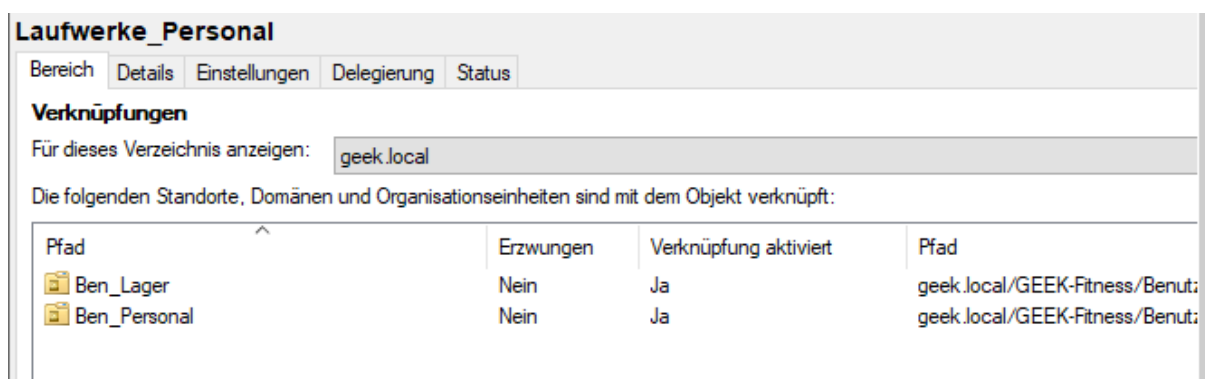 Laufwerke_Personal
Bereich Details Einstellungen Delegierung Status
Verknüpfungen
Für dieses Verzeichnis anzeigen: geek.local
Die folgenden Standorte, Domänen und Organisationseinheiten sind mit dem Objekt verknüpft:
Pfad Erzwungen Verknüpfung aktiviert Pfad
Ben_Lager Nein Ja geek.local/GEEK-Fitness/Benutz
Ben_Personal Nein Ja geek.local/GEEK-Fitness/Benutz